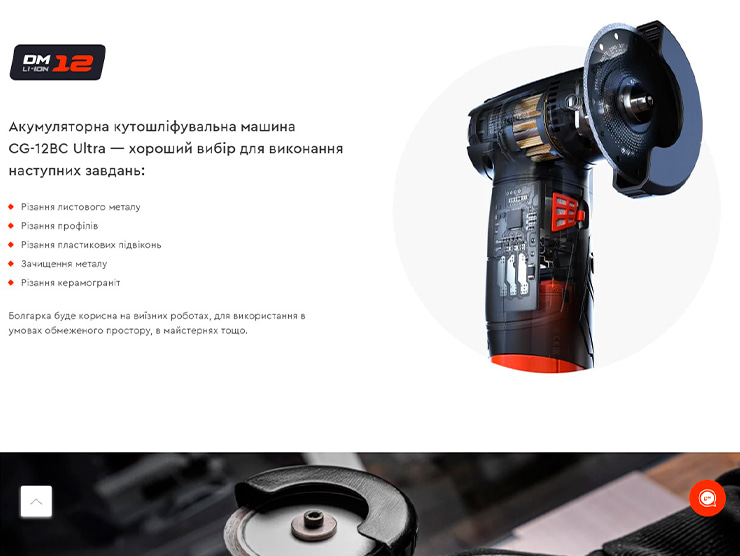 DM
LI-ION
12
Акумуляторна кутошліфувальна машина
CG-12BC Ultra — хороший вибір для виконання
наступних завдань:
Різання листового металу
Різання профілів
Різання пластикових підвіконь
Зачищення металу
Різання керамограніт
Болгарка буде корисна на виїзних роботах, для використання в
умовах обмеженого простору, в майстернях тощо.
DM